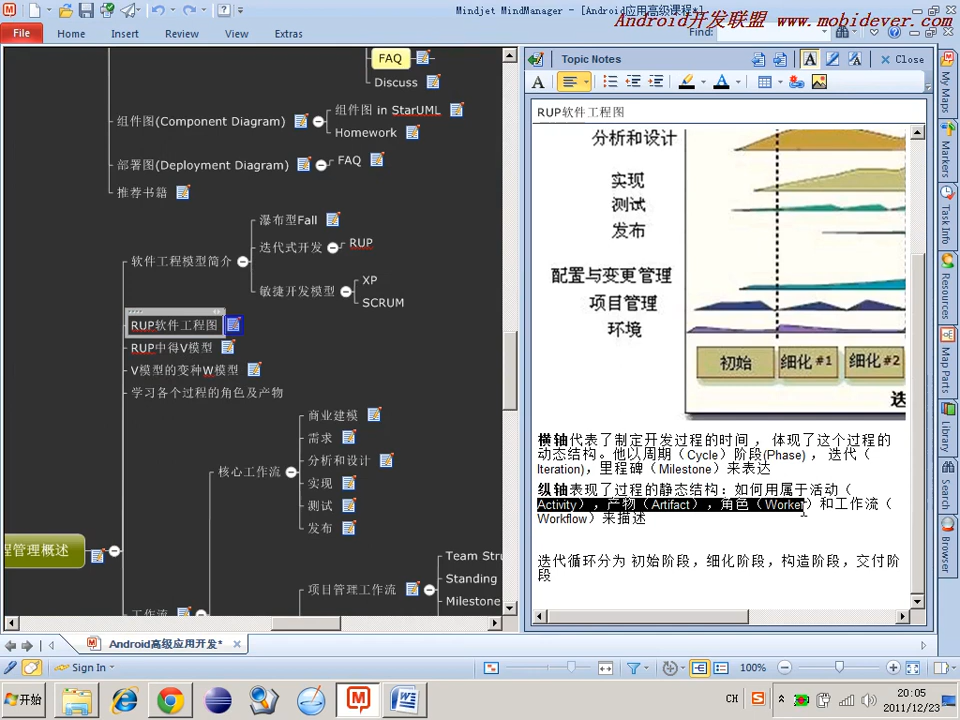 Mindjet MindManager - [Android应用高级课程*]
Android开发联盟 www.mobidever.com
File Home Insert Review View Extras
Find:
Topic Notes
Close
RUP软件工程图
分析和设计
实现
测试
发布
配置与变更管理
项目管理
环境
初始 细化 #1 细化 #2
迭
横轴代表了制定开发过程的时间 ，体现了这个过程的
动态结构。他以周期（Cycle）阶段(Phase) ，迭代（
Iteration)，里程碑（Milestone）来表达
纵轴表现了过程的静态结构：如何用属于活动（
Activity），产物（Artifact），角色（Worker）和工作流（
Workflow）来描述
迭代循环分为 初始阶段，细化阶段，构造阶段，交付阶
段
FAQ
Discuss
组件图(Component Diagram)
组件图 in StarUML
Homework
部署图(Deployment Diagram)
FAQ
推荐书籍
软件工程模型简介
瀑布型Fall
迭代式开发
RUP
敏捷开发模型
XP
SCRUM
RUP软件工程图
RUP中得V模型
V模型的变种W模型
学习各个过程的角色及产物
核心工作流
商业建模
需求
分析和设计
实现
测试
发布
程管理概述
工作流
项目管理工作流
Team Stru
Standing
Milestone
My Maps
Markers
Task Info
Resources
Map Parts
Library
Search
Browser
Android高级应用开发*
Sign In
100%
开始
CH
20:05
2011/12/23